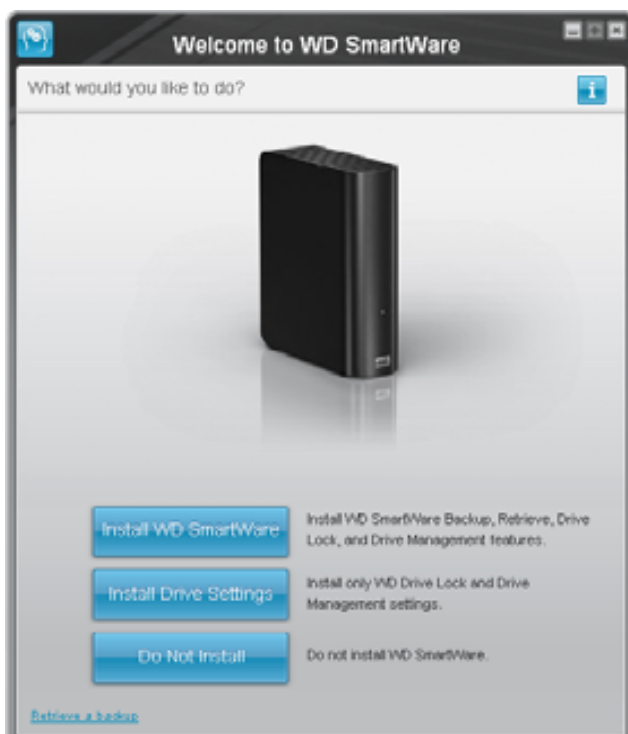 Welcome to WD SmartWare
What would you like to do?
i
Install WD SmartWare
Install WD SmartWare Backup, Retrieve, Drive
Lock, and Drive Management features.
Install Drive Settings
Install only WD Drive Lock and Drive
Management settings.
Do Not Install
Do not install WD SmartWare.
Retrieve a backup